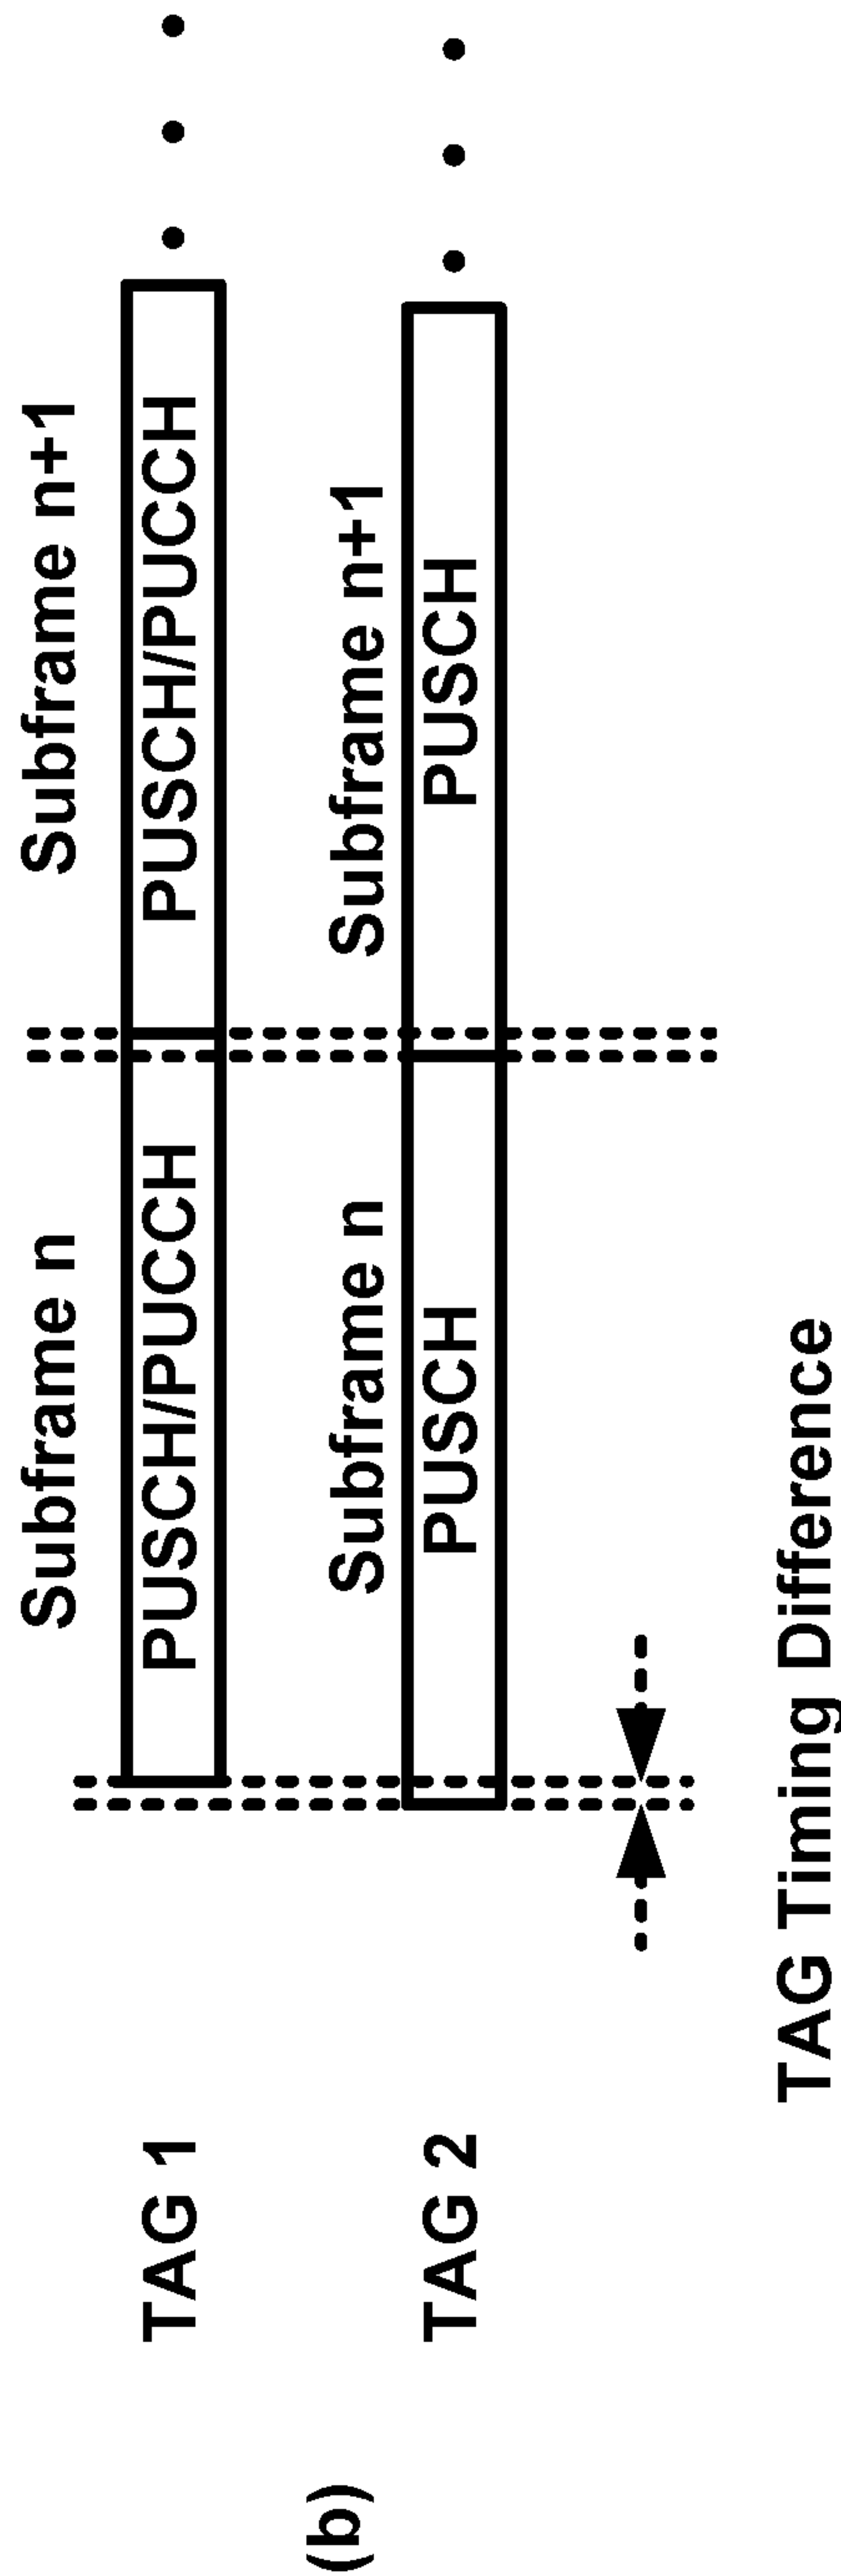 Subframe n
Subframe n+1
TAG 1
PUSCH/PUCCH
PUSCH/PUCCH
Subframe n
Subframe n+1
(b)
TAG 2
PUSCH
PUSCH
TAG Timing Difference